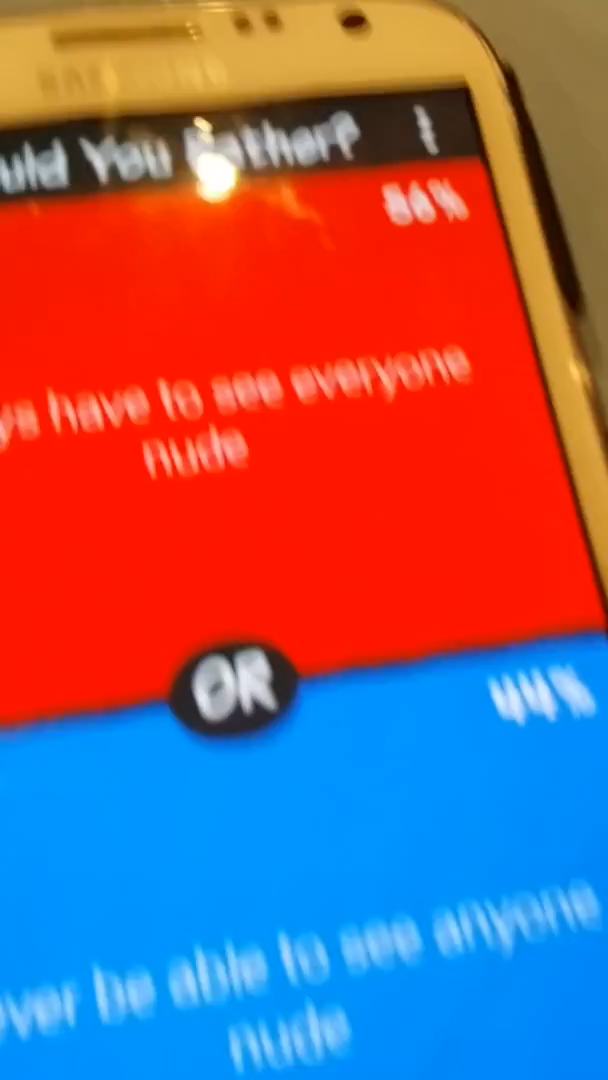 SAMSUNG
uld You Rather?
56%
ys have to see everyone
nude
OR
44%
ver be able to see anyone
nude